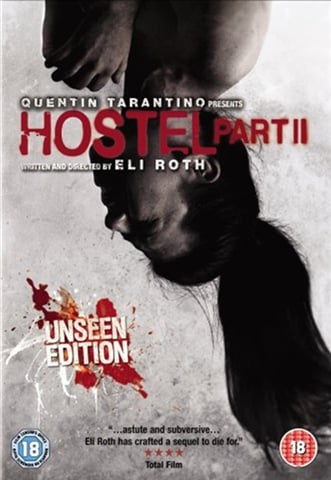 QUENTIN TARANTINO PRESENTS
HOSTEL PART II
WRITTEN AND DIRECTED BY ELI ROTH
UNSEEN
EDITION
"...astute and subversive...
Eli Roth has crafted a sequel to die for."
★★★★
Total Film
18
18